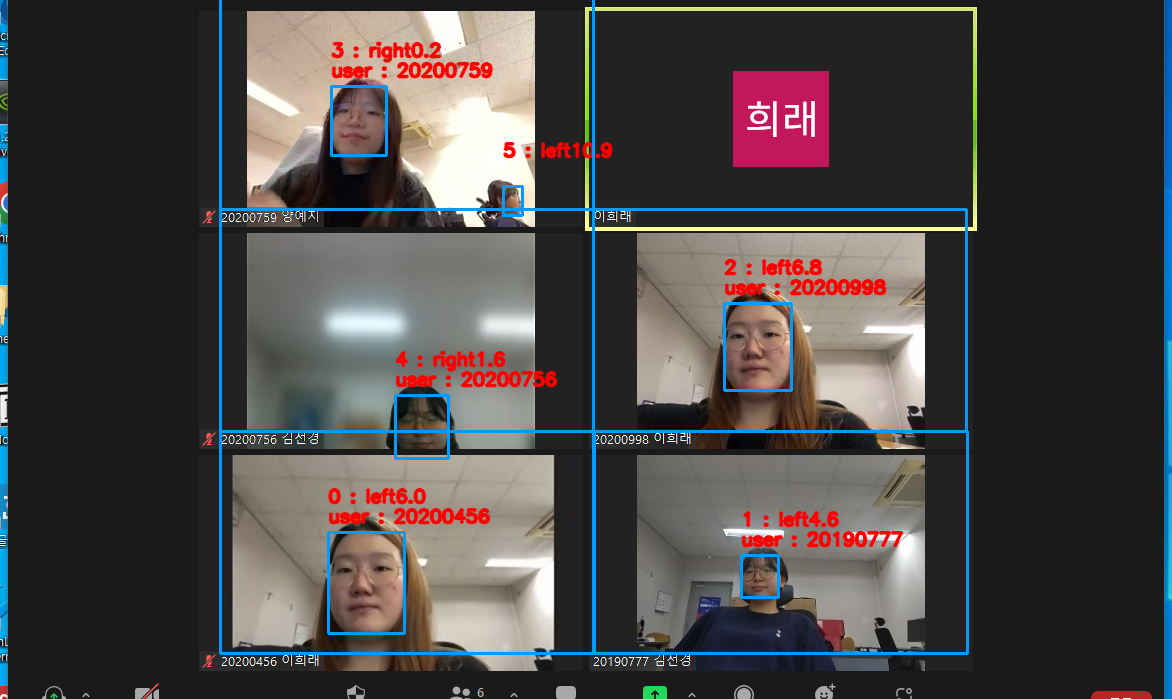 3 : right0.2
user : 20200759
5 : left10.9
희래
20200759 양예지
이희래
2 : left6.8
user : 20200998
4 : right1.6
user : 20200756
20200756 김선경
20200998 이희래
0 : left6.0
user : 20200456
1 : left4.6
user : 20190777
20200456 이희래
20190777 김선경
6